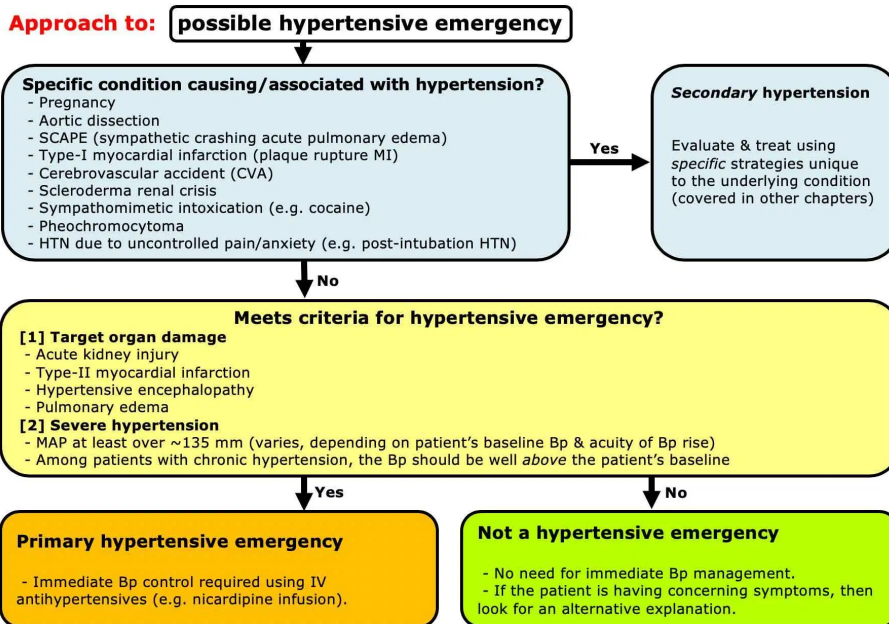 Approach to: possible hypertensive emergency
Specific condition causing/associated with hypertension?
- Pregnancy
- Aortic dissection
- SCAPE (sympathetic crashing acute pulmonary edema)
- Type-I myocardial infarction (plaque rupture MI)
- Cerebrovascular accident (CVA)
- Scleroderma renal crisis
- Sympathomimetic intoxication (e.g. cocaine)
- Pheochromocytoma
- HTN due to uncontrolled pain/anxiety (e.g. post-intubation HTN)
Yes
Secondary hypertension
Evaluate & treat using
specific strategies unique
to the underlying condition
(covered in other chapters)
No
Meets criteria for hypertensive emergency?
[1] Target organ damage
- Acute kidney injury
- Type-II myocardial infarction
- Hypertensive encephalopathy
- Pulmonary edema
[2] Severe hypertension
- MAP at least over ~135 mm (varies, depending on patient's baseline Bp & acuity of Bp rise)
- Among patients with chronic hypertension, the Bp should be well above the patient's baseline
Yes
No
Primary hypertensive emergency
- Immediate Bp control required using IV
antihypertensives (e.g. nicardipine infusion).
Not a hypertensive emergency
- No need for immediate Bp management.
- If the patient is having concerning symptoms, then
look for an alternative explanation.